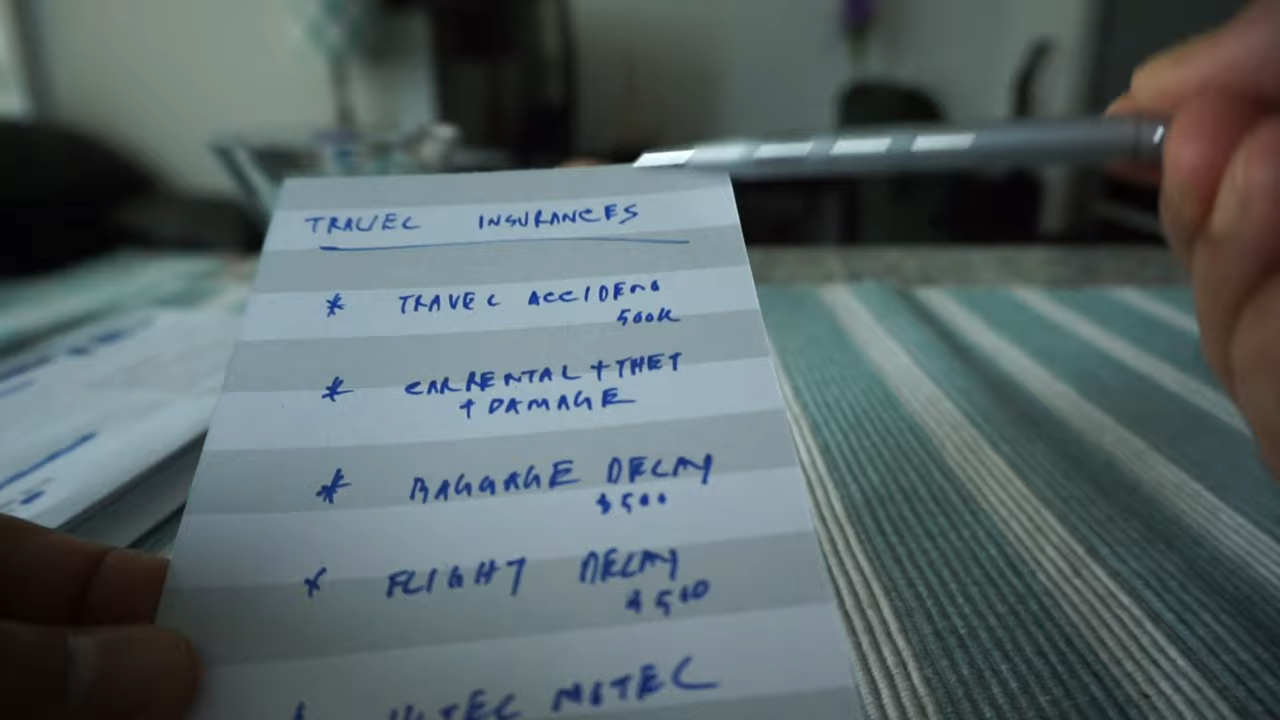 TRAVEL INSURANCES
* TRAVEL ACCIDENT
500K
* CAR RENTAL + THET
+ DAMAGE
* BAGGAGE DELAY
$500
* FLIGHT DELAY
$500